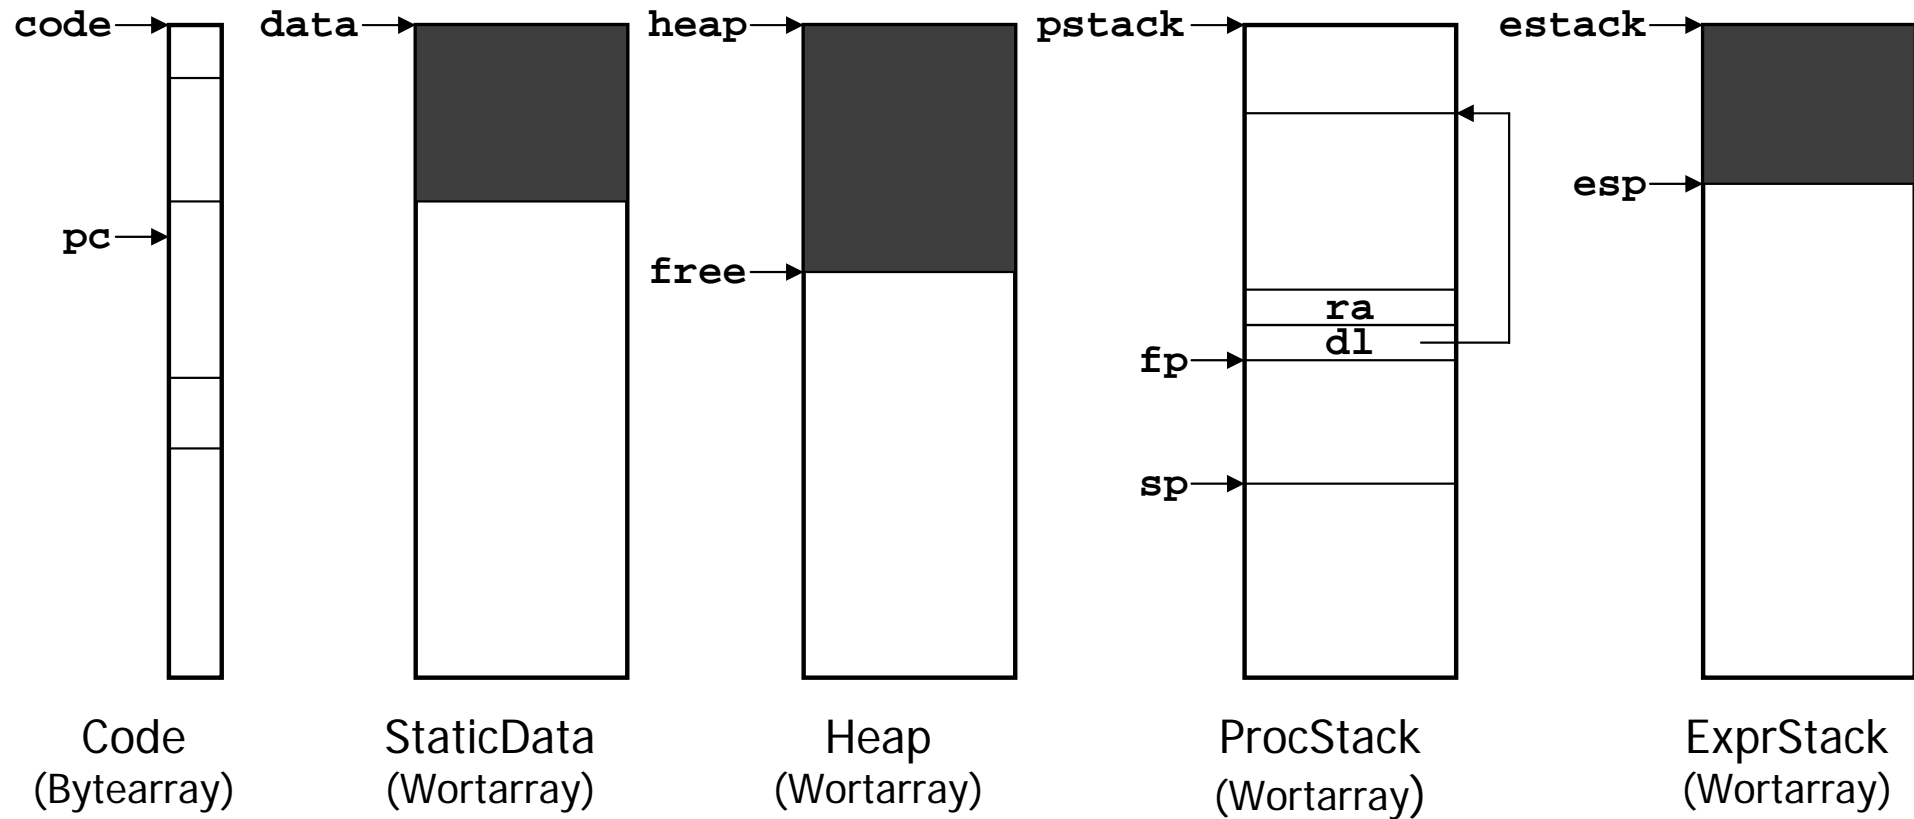 code
data
heap
pstack
estack
esp
pc
free
ra
dl
fp
sp
Code
(Bytearray)
StaticData
(Wortarray)
Heap
(Wortarray)
ProcStack
(Wortarray)
ExprStack
(Wortarray)